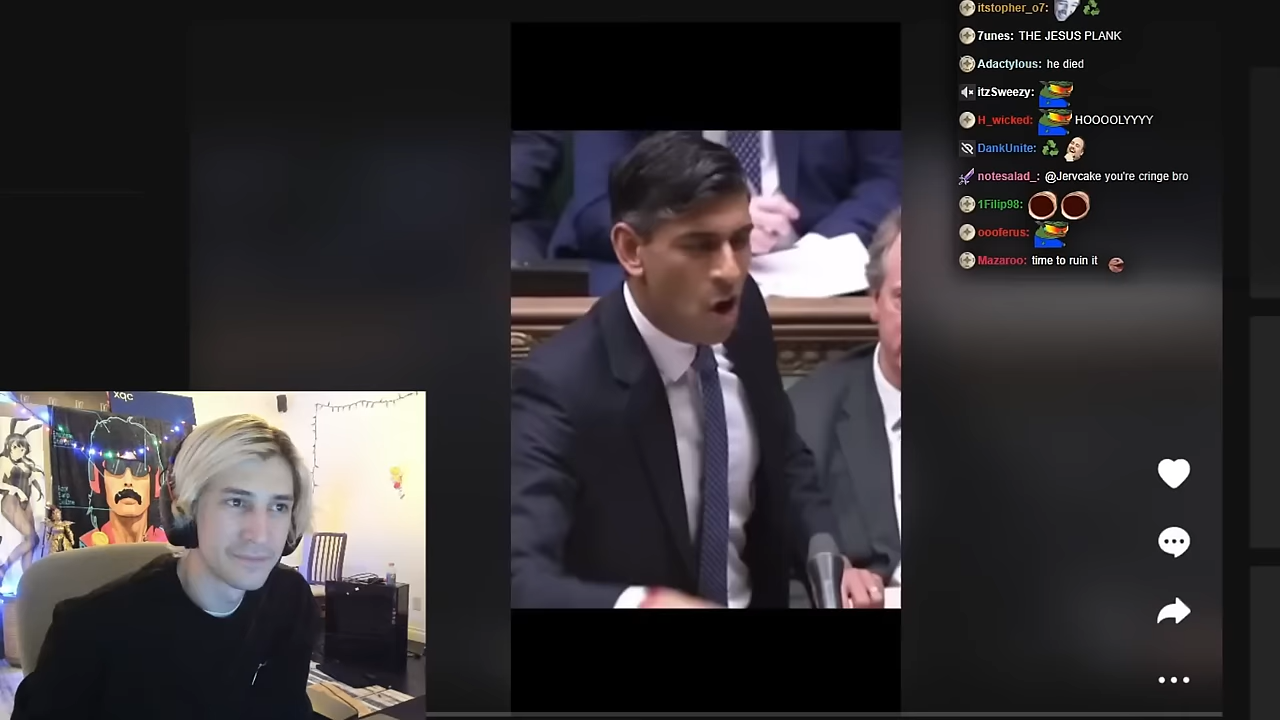 itstopher_o7:
7unes: THE JESUS PLANK
Adactylous: he died
itzSweezy:
H_wicked: HOOOOLYYYY
DankUnite:
notesalad_: @Jervcake you're cringe bro
1Filip98:
oooferus:
Mazaroo: time to ruin it
xqc